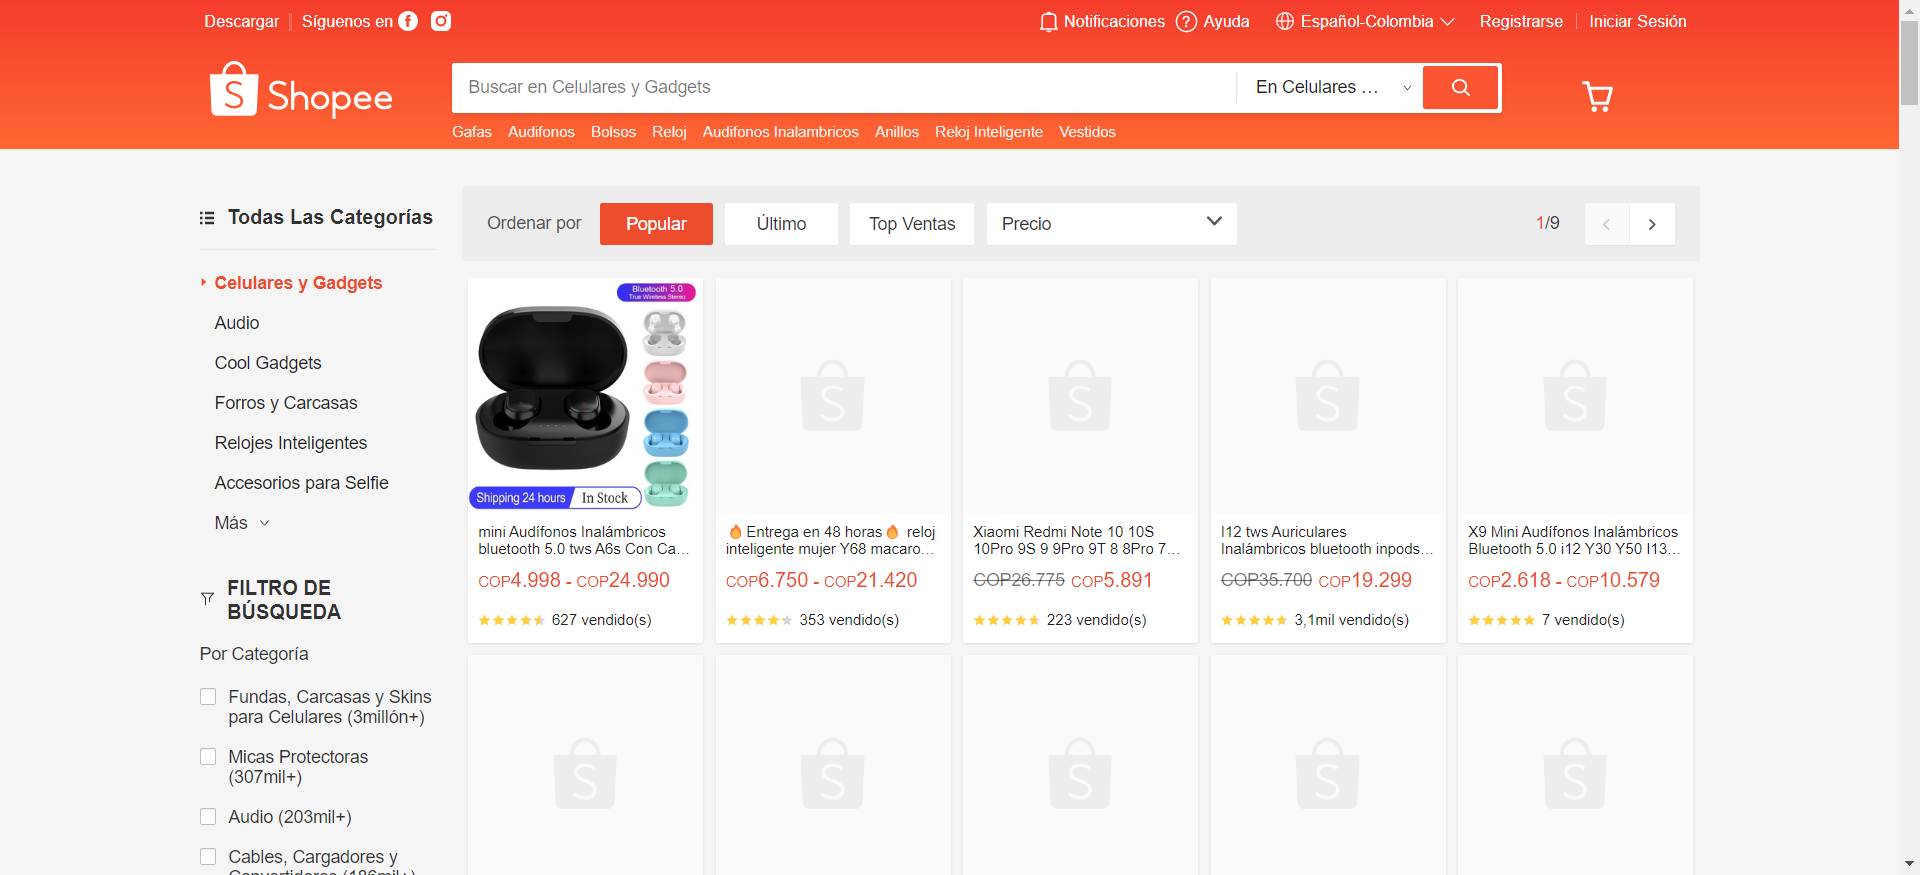 Descargar
Síguenos en
Notificaciones
Ayuda
Español-Colombia
Registrarse
Iniciar Sesión
Shopee
Buscar en Celulares y Gadgets
En Celulares ...
Gafas Audifonos Bolsos Reloj Audifonos Inalambricos Anillos Reloj Inteligente Vestidos
Todas Las Categorías
Celulares y Gadgets
Audio
Cool Gadgets
Forros y Carcasas
Relojes Inteligentes
Accesorios para Selfie
Más
FILTRO DE
BÚSQUEDA
Por Categoría
Fundas, Carcasas y Skins
para Celulares (3millón+)
Micas Protectoras
(307mil+)
Audio (203mil+)
Cables, Cargadores y
Convertidores (186mil+)
Ordenar por
Popular
Último
Top Ventas
Precio
1/9
Bluetooth 5.0
True Wireless Stereo
Shipping 24 hours
In Stock
mini Audífonos Inalámbricos
bluetooth 5.0 tws A6s Con Ca...
COP4.998 - COP24.990
627 vendido(s)
🔥Entrega en 48 horas🔥 reloj
inteligente mujer Y68 macaro...
COP6.750 - COP21.420
353 vendido(s)
Xiaomi Redmi Note 10 10S
10Pro 9S 9 9Pro 9T 8 8Pro 7...
COP26.775 COP5.891
223 vendido(s)
I12 tws Auriculares
Inalámbricos bluetooth inpods...
COP35.700 COP19.299
3,1mil vendido(s)
X9 Mini Audífonos Inalámbricos
Bluetooth 5.0 i12 Y30 Y50 I13...
COP2.618 - COP10.579
7 vendido(s)